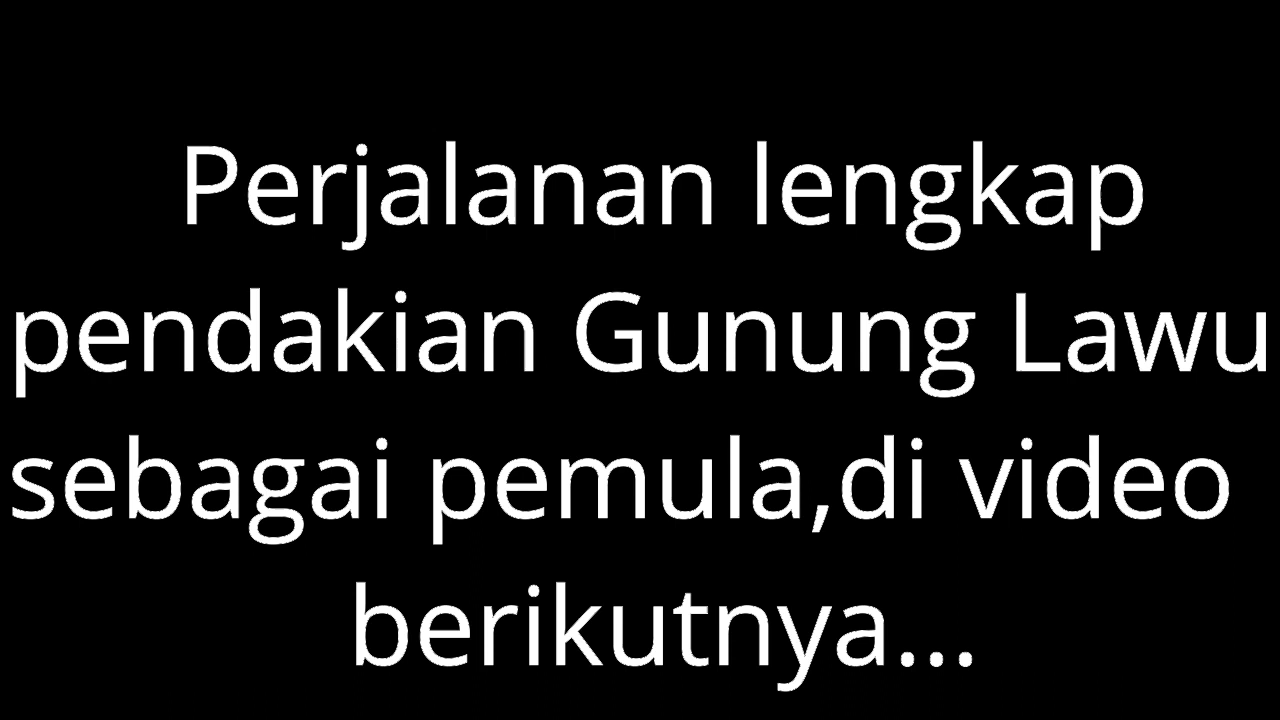 Perjalanan lengkap
pendakian Gunung Lawu
sebagai pemula,di video
berikutnya...